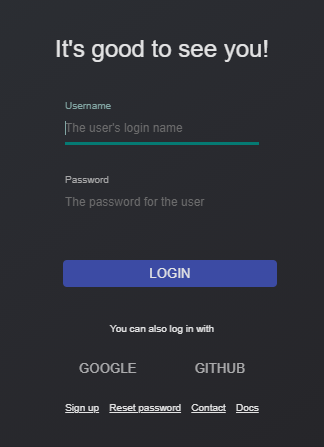 It's good to see you!
Username
The user's login name
Password
The password for the user
LOGIN
You can also log in with
GOOGLE GITHUB
Sign up Reset password Contact Docs